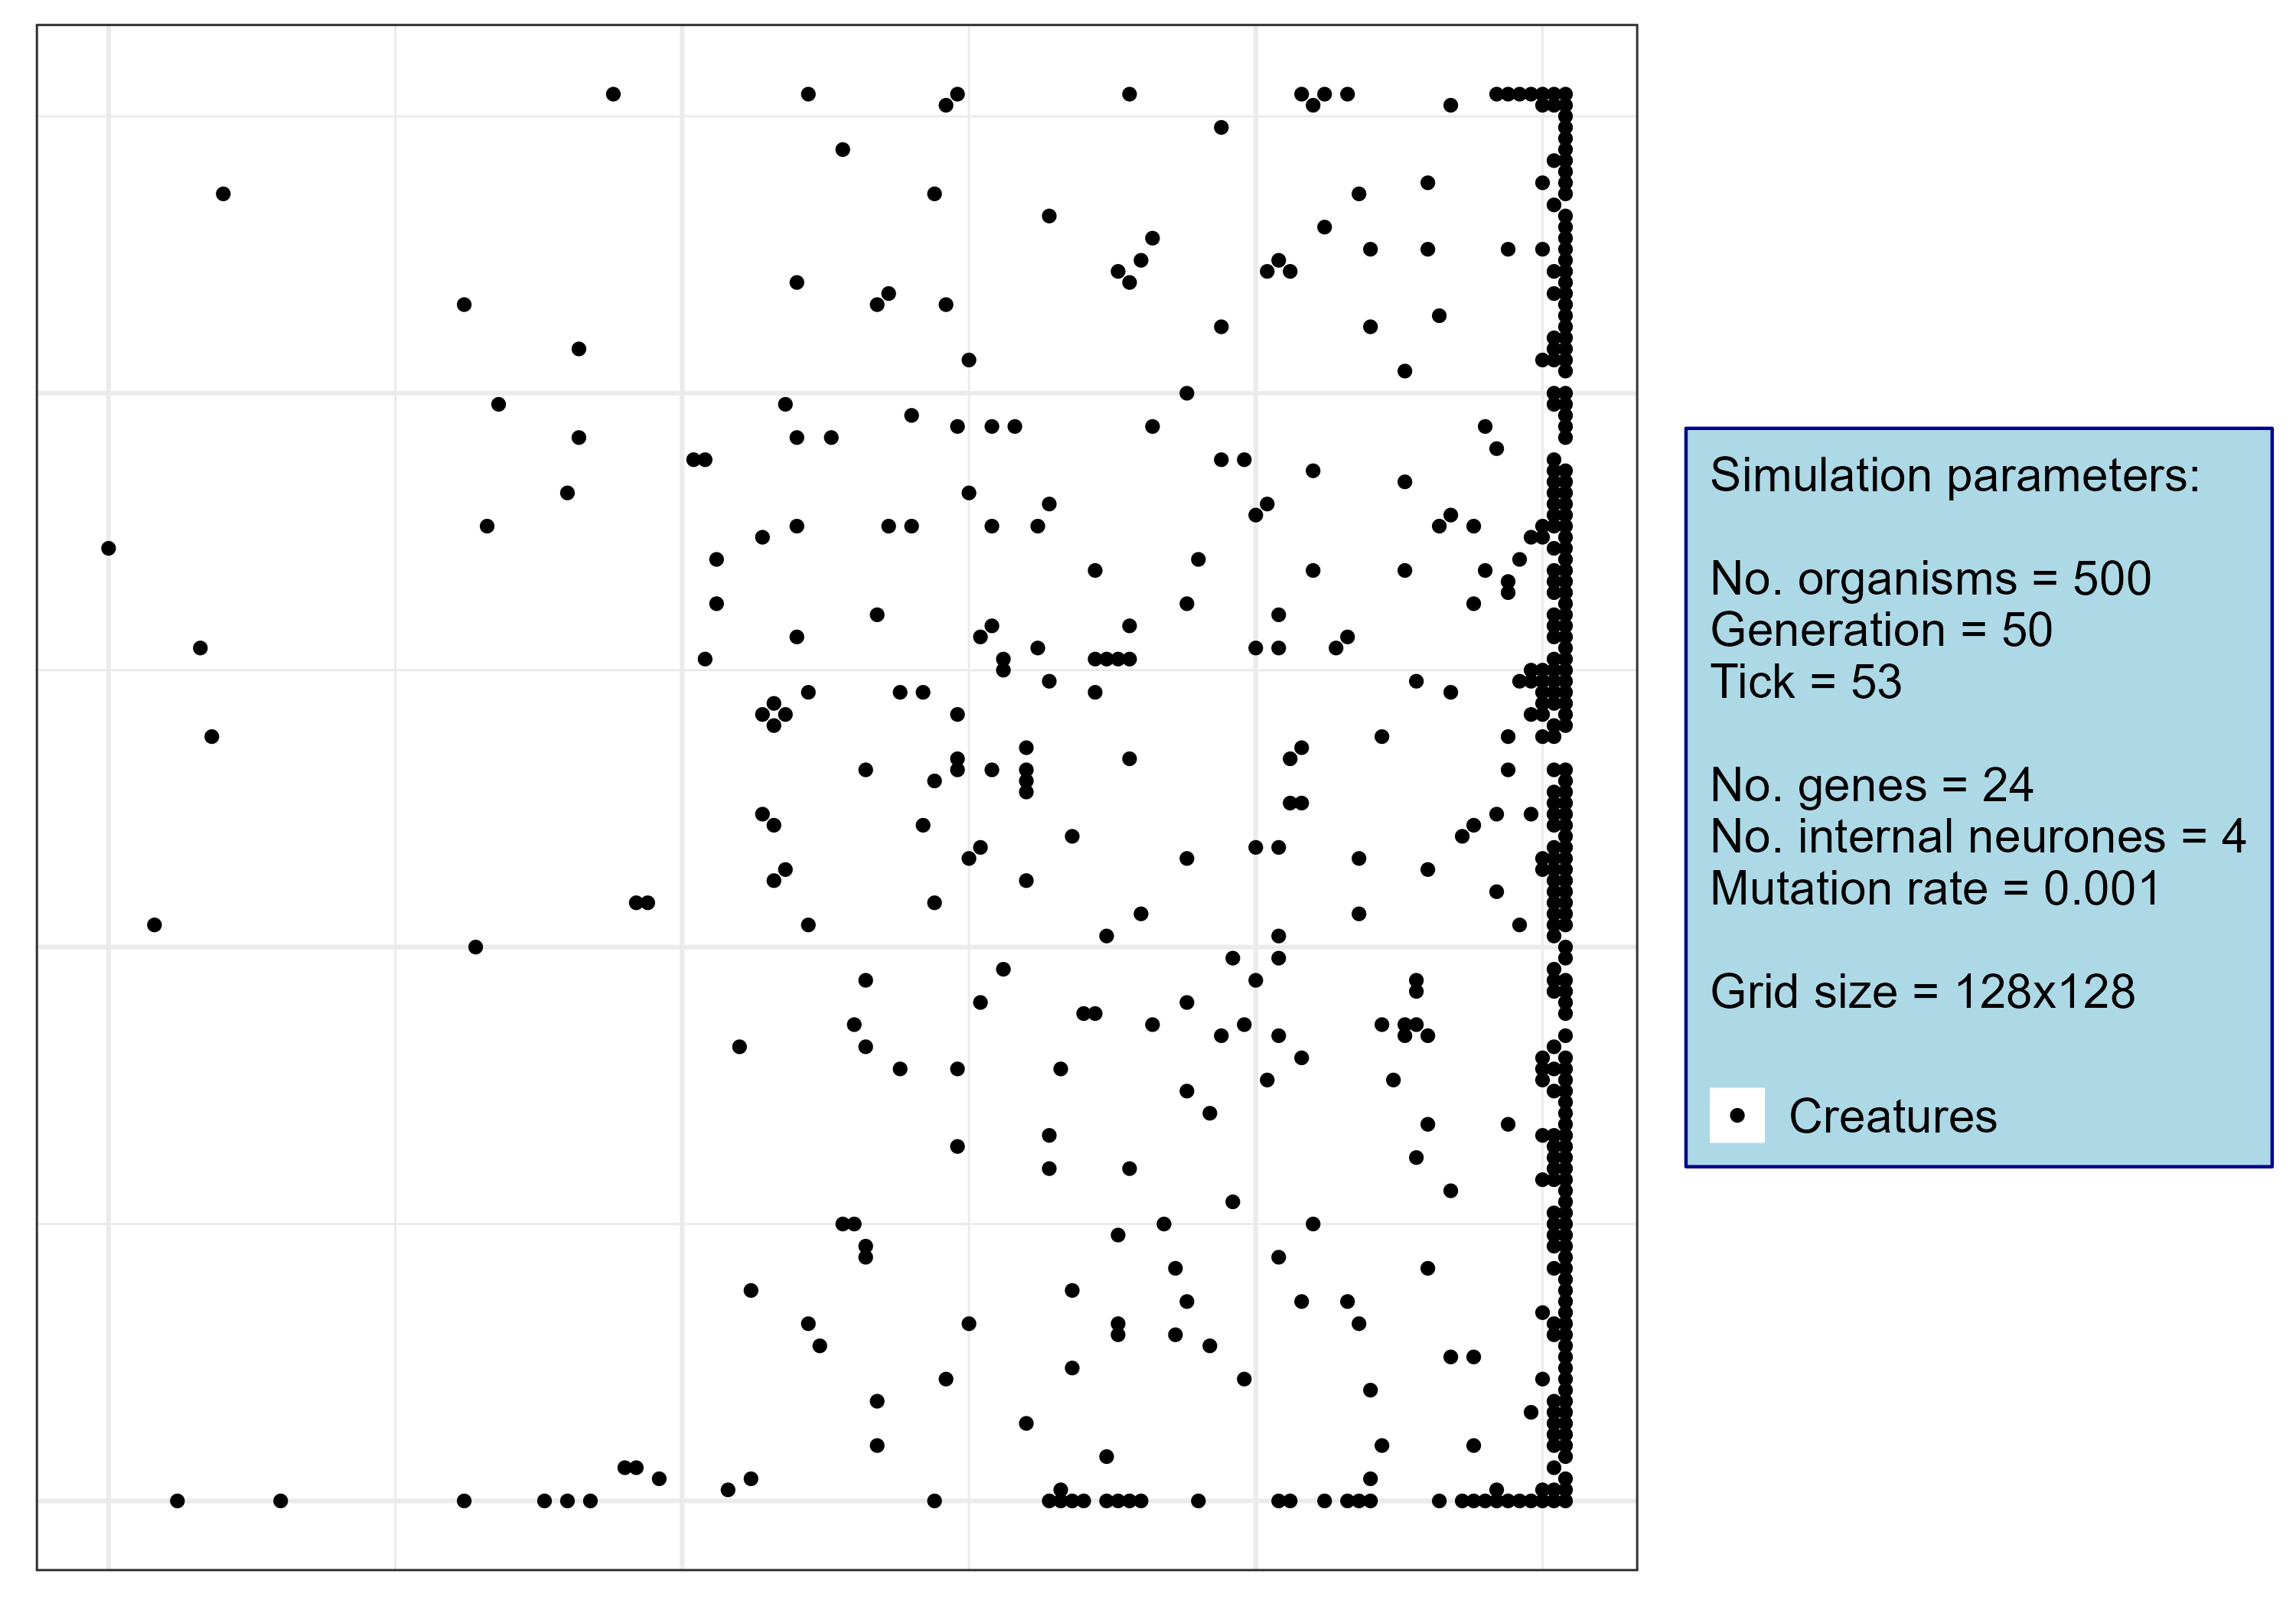 Simulation parameters:
No. organisms = 500
Generation = 50
Tick = 53
No. genes = 24
No. internal neurones = 4
Mutation rate = 0.001
Grid size = 128x128
Creatures